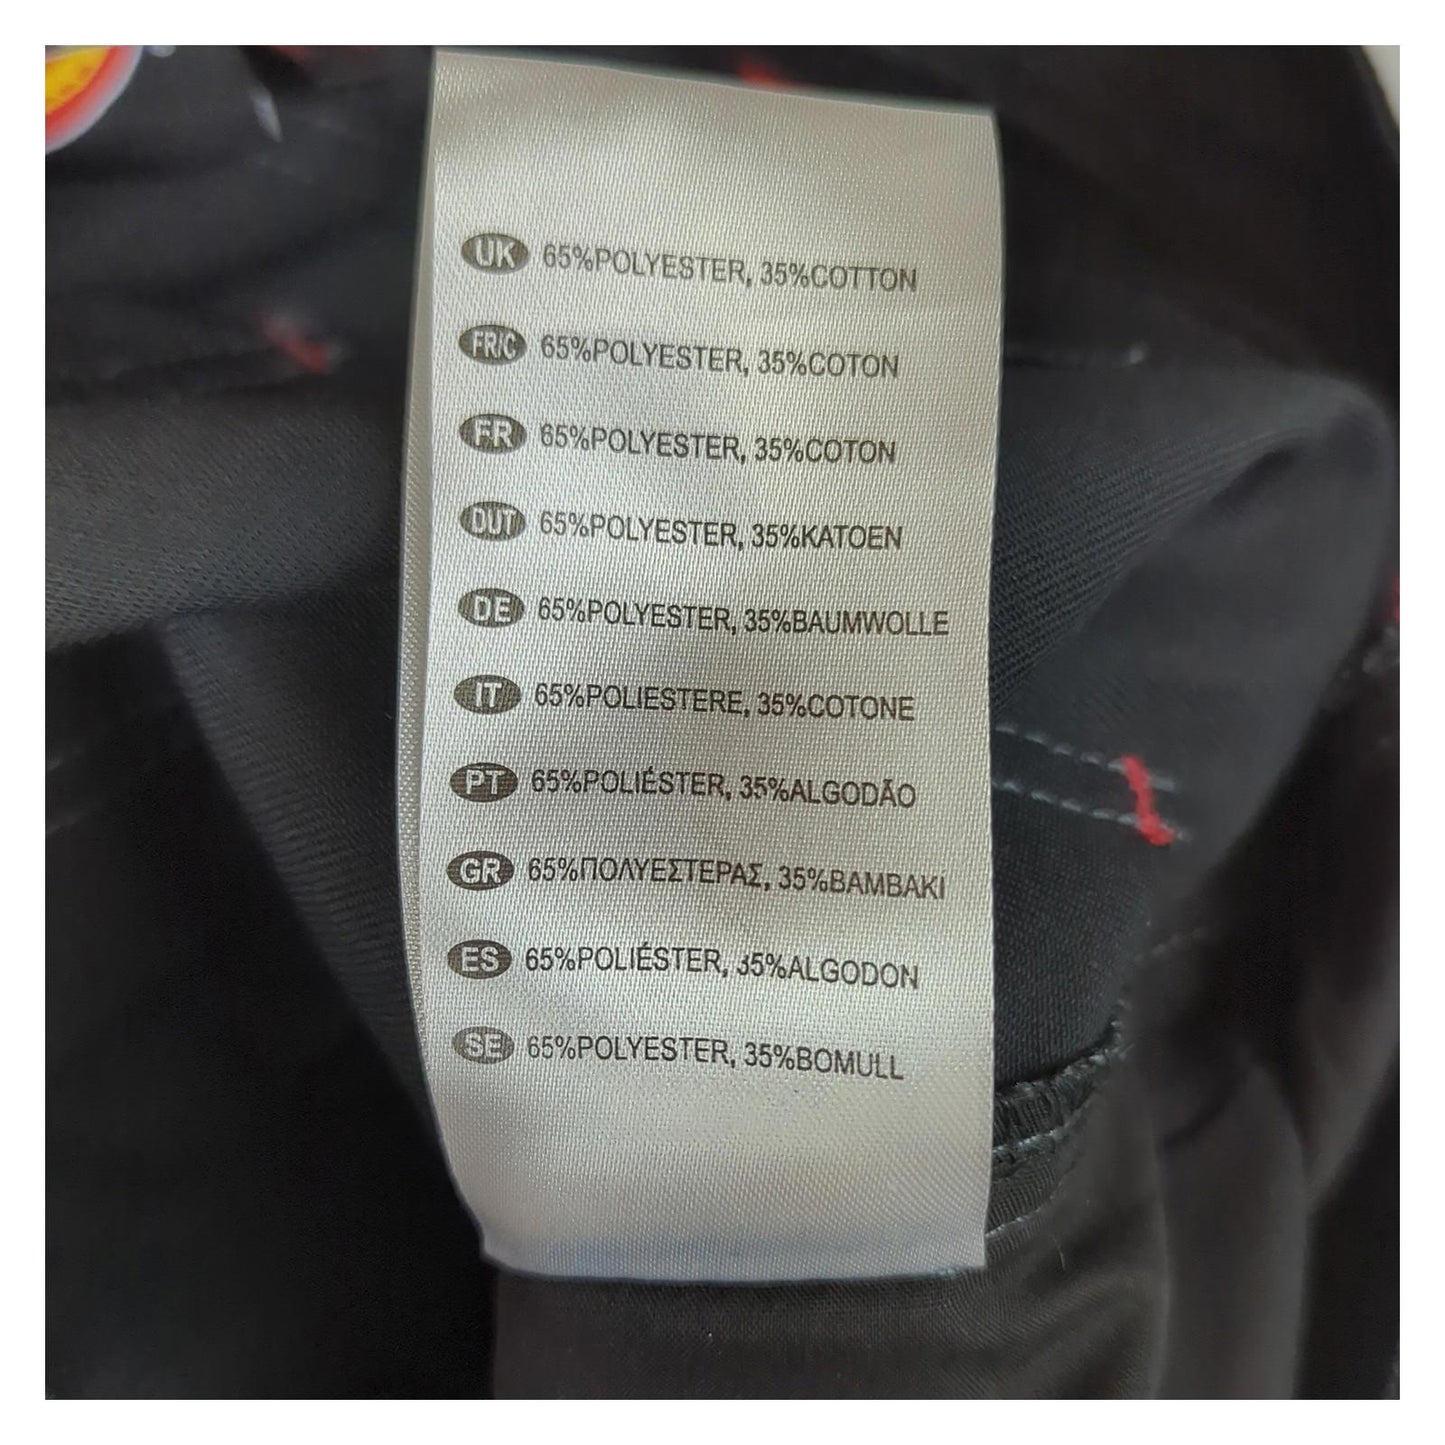 UK 65%POLYESTER, 35%COTTON
FR/C 65%POLYESTER, 35%COTON
FR 65%POLYESTER, 35%COTON
DUT 65%POLYESTER, 35%KATOEN
DE 65%POLYESTER, 35%BAUMWOLLE
IT 65%POLIESTERE, 35%COTONE
PT 65%POLIÉSTER, 35%ALGODÃO
GR 65%ΠΟΛΥΕΣΤΕΡΑΣ, 35%ΒΑΜΒΑΚΙ
ES 65%POLIÉSTER, 35%ALGODON
SE 65%POLYESTER, 35%BOMULL